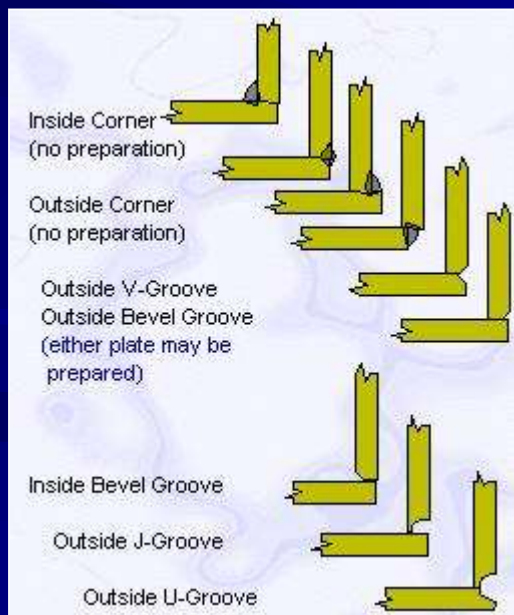 Inside Corner
(no preparation)
Outside Corner
(no preparation)
Outside V-Groove
Outside Bevel Groove
(either plate may be
prepared)
Inside Bevel Groove
Outside J-Groove
Outside U-Groove